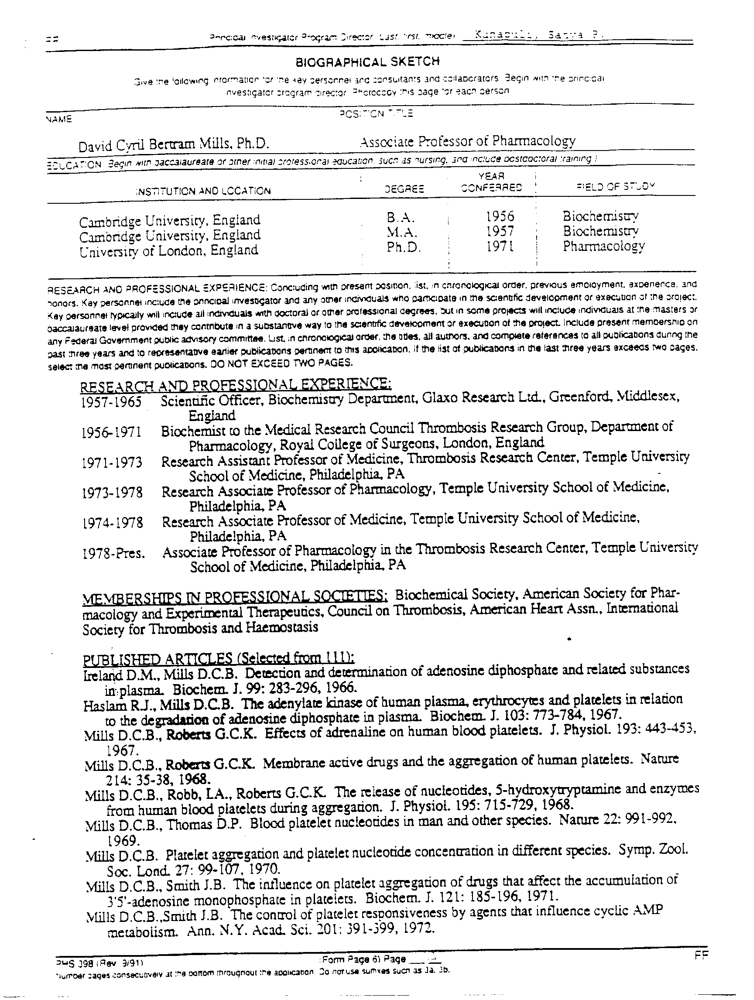 FF Principal Investigator/Program Director (Last, first, middle): Kunapuli, Satya P.
BIOGRAPHICAL SKETCH
Give the following information for the key personnel and consultants and collaborators. Begin with the principal
investigator/program director. Photocopy this page for each person.
NAME POSITION TITLE
David Cyril Bertram Mills, Ph.D. Associate Professor of Pharmacology
EDUCATION (Begin with baccalaureate or other initial professional education, such as nursing, and include postdoctoral training.)
INSTITUTION AND LOCATION DEGREE YEAR CONFERRED FIELD OF STUDY
Cambridge University, England B.A. 1956 Biochemistry
Cambridge University, England M.A. 1957 Biochemistry
University of London, England Ph.D. 1971 Pharmacology
RESEARCH AND PROFESSIONAL EXPERIENCE: Concluding with present position, list, in chronological order, previous employment, experience, and
honors. Key personnel include the principal investigator and any other individuals who participate in the scientific development or execution of the project.
Key personnel typically will include all individuals with doctoral or other professional degrees, but in some projects will include individuals at the masters or
baccalaureate level provided they contribute in a substantive way to the scientific development or execution of the project. Include present membership on
any Federal Government public advisory committee. List, in chronological order, the titles, all authors, and complete references to all publications during the
past three years and to representative earlier publications pertinent to this application. If the list of publications in the last three years exceeds two pages,
select the most pertinent publications. DO NOT EXCEED TWO PAGES.
RESEARCH AND PROFESSIONAL EXPERIENCE:
1957-1965 Scientific Officer, Biochemistry Department, Glaxo Research Ltd., Greenford, Middlesex,
England
1956-1971 Biochemist to the Medical Research Council Thrombosis Research Group, Department of
Pharmacology, Royal College of Surgeons, London, England
1971-1973 Research Assistant Professor of Medicine, Thrombosis Research Center, Temple University
School of Medicine, Philadelphia, PA
1973-1978 Research Associate Professor of Pharmacology, Temple University School of Medicine,
Philadelphia, PA
1974-1978 Research Associate Professor of Medicine, Temple University School of Medicine,
Philadelphia, PA
1978-Pres. Associate Professor of Pharmacology in the Thrombosis Research Center, Temple University
School of Medicine, Philadelphia, PA
MEMBERSHIPS IN PROFESSIONAL SOCIETIES: Biochemical Society, American Society for Phar-
macology and Experimental Therapeutics, Council on Thrombosis, American Heart Assn., International
Society for Thrombosis and Haemostasis
PUBLISHED ARTICLES (Selected from 111):
Ireland D.M., Mills D.C.B. Detection and determination of adenosine diphosphate and related substances
in plasma. Biochem. J. 99: 283-296, 1966.
Haslam R.J., Mills D.C.B. The adenylate kinase of human plasma, erythrocytes and platelets in relation
to the degradation of adenosine diphosphate in plasma. Biochem. J. 103: 773-784, 1967.
Mills D.C.B., Roberts G.C.K. Effects of adrenaline on human blood platelets. J. Physiol. 193: 443-453,
1967.
Mills D.C.B., Roberts G.C.K. Membrane active drugs and the aggregation of human platelets. Nature
214: 35-38, 1968.
Mills D.C.B., Robb, I.A., Roberts G.C.K. The release of nucleotides, 5-hydroxytryptamine and enzymes
from human blood platelets during aggregation. J. Physiol. 195: 715-729, 1968.
Mills D.C.B., Thomas D.P. Blood platelet nucleotides in man and other species. Nature 22: 991-992,
1969.
Mills D.C.B. Platelet aggregation and platelet nucleotide concentration in different species. Symp. Zool.
Soc. Lond. 27: 99-107, 1970.
Mills D.C.B., Smith J.B. The influence on platelet aggregation of drugs that affect the accumulation of
3'5'-adenosine monophosphate in platelets. Biochem. J. 121: 185-196, 1971.
Mills D.C.B.,Smith J.B. The control of platelet responsiveness by agents that influence cyclic AMP
metabolism. Ann. N.Y. Acad. Sci. 201: 391-399, 1972.
PHS 398 (Rev. 9/91) (Form Page 6) Page FF
*Number pages consecutively at the bottom throughout the application. Do not use suffixes such as 3a, 3b.